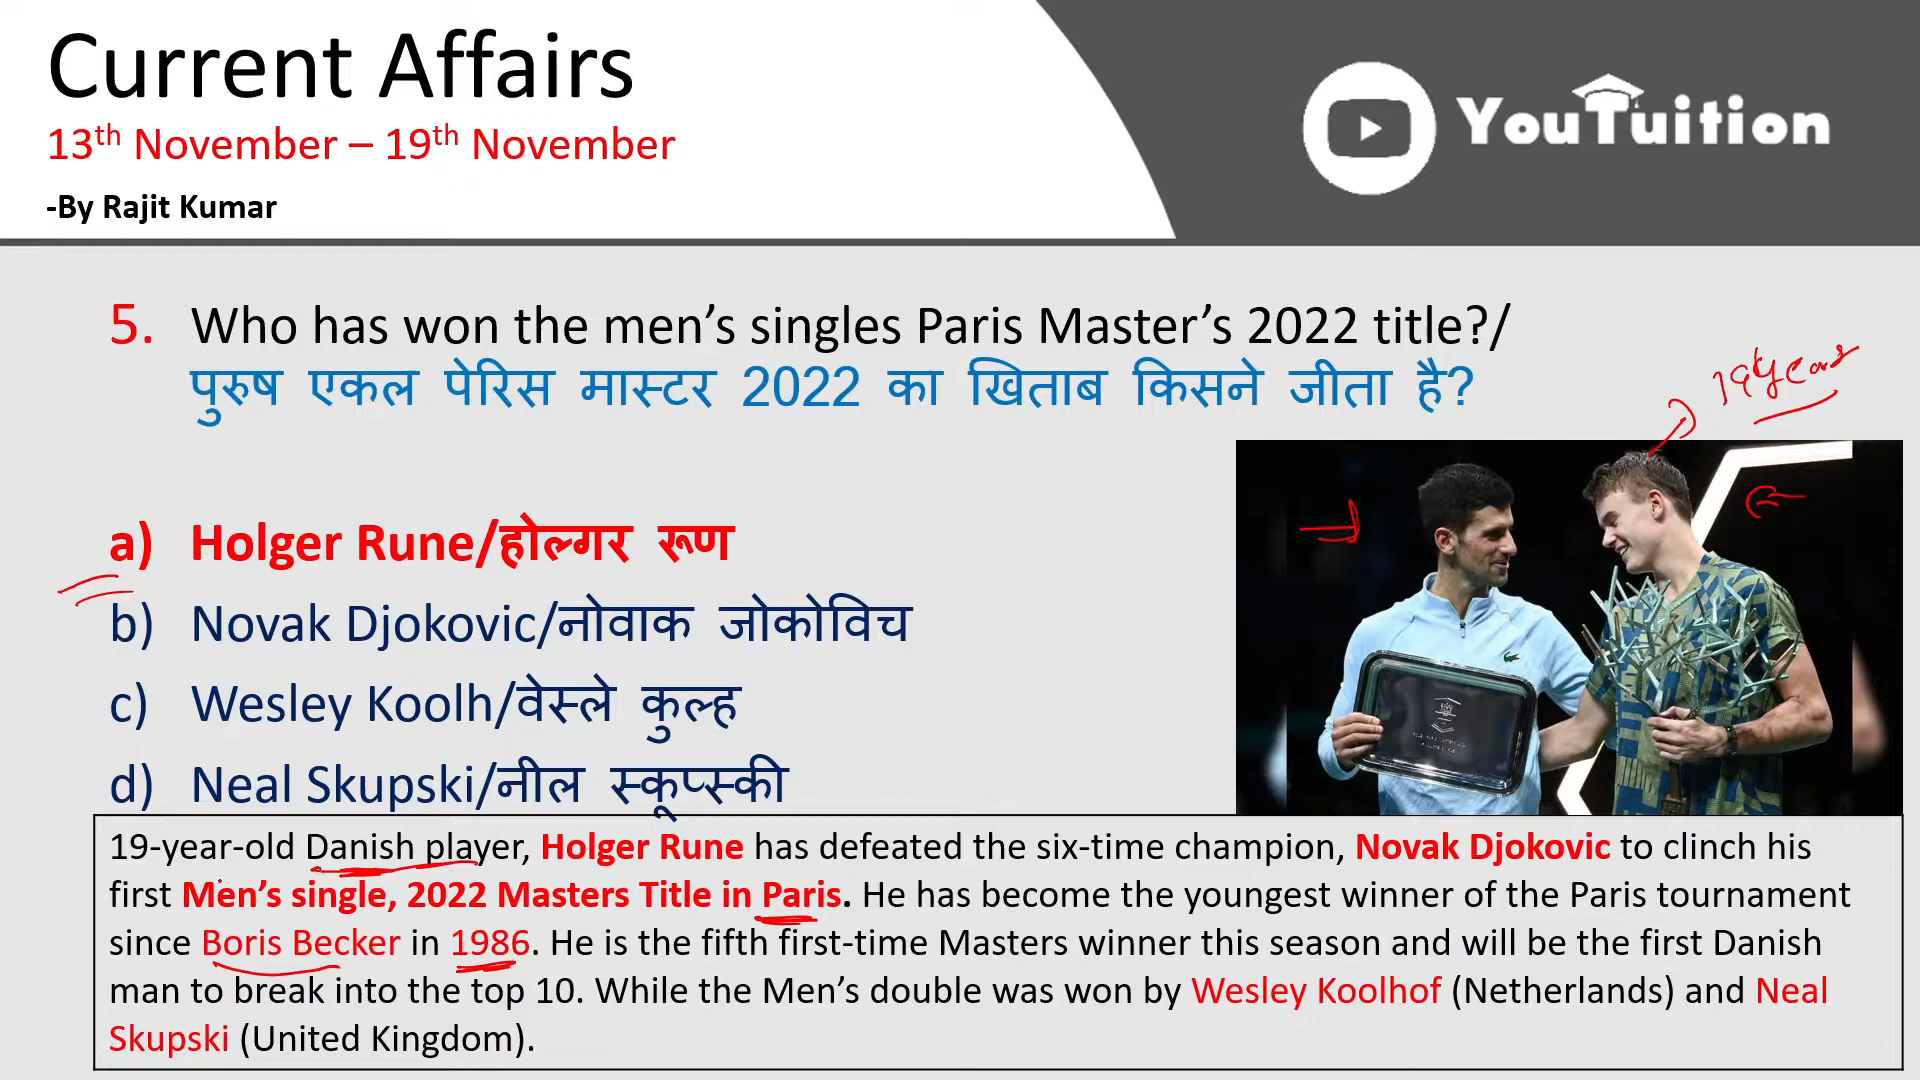 Current Affairs
13th November – 19th November
-By Rajit Kumar
YouTuition
5. Who has won the men’s singles Paris Master’s 2022 title?/
पुरुष एकल पेरिस मास्टर 2022 का खिताब किसने जीता है?
19 years
a) Holger Rune/होल्गर रूण
b) Novak Djokovic/नोवाक जोकोविच
c) Wesley Koolh/वेस्ले कुल्ह
d) Neal Skupski/नील स्कूप्स्की
19-year-old Danish player, Holger Rune has defeated the six-time champion, Novak Djokovic to clinch his
first Men’s single, 2022 Masters Title in Paris. He has become the youngest winner of the Paris tournament
since Boris Becker in 1986. He is the fifth first-time Masters winner this season and will be the first Danish
man to break into the top 10. While the Men’s double was won by Wesley Koolhof (Netherlands) and Neal
Skupski (United Kingdom).